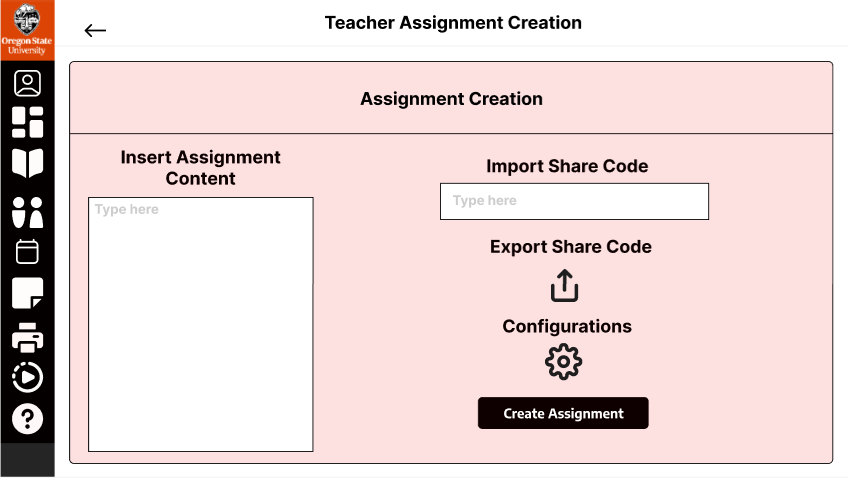 Oregon State
University
Teacher Assignment Creation
Assignment Creation
Insert Assignment
Content
Type here
Import Share Code
Type here
Export Share Code
Configurations
Create Assignment
?